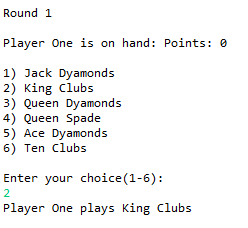 Round 1
Player One is on hand: Points: 0
1) Jack Dyamonds
2) King Clubs
3) Queen Dyamonds
4) Queen Spade
5) Ace Dyamonds
6) Ten Clubs
Enter your choice(1-6):
2
Player One plays King Clubs